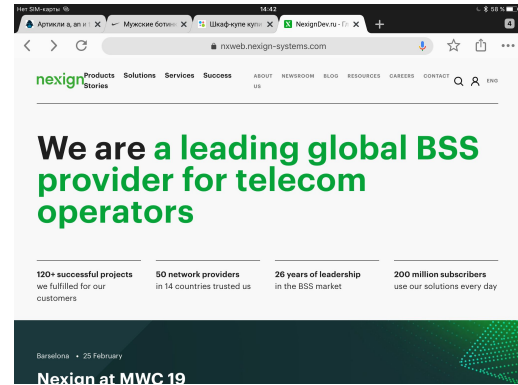 Нет SIM-карты 14:42 58 %
Артикли a, an и t Мужские ботинк Шкаф-купе купи NexignDev.ru - Гл 4
nxweb.nexign-systems.com
nexign Products Solutions Services Success ABOUT NEWSROOM BLOG RESOURCES CAREERS CONTACT ENG
Stories US
We are a leading global BSS
provider for telecom
operators
120+ successful projects 50 network providers 26 years of leadership 200 million subscribers
we fulfilled for our in 14 countries trusted us in the BSS market use our solutions every day
customers
Barselona • 25 February
Nexign at MWC 19